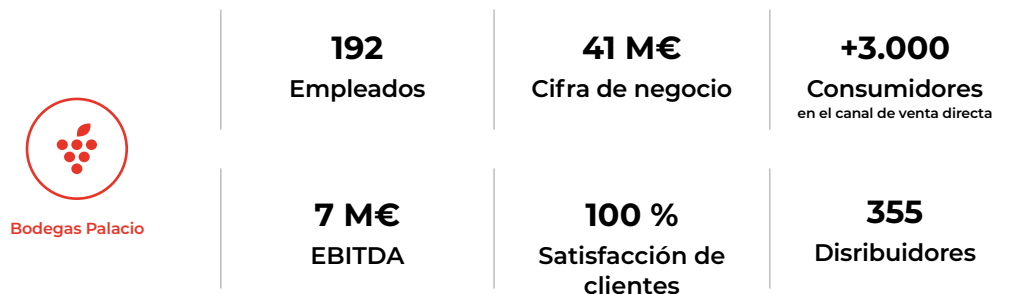 192
Empleados
41 M€
Cifra de negocio
+3.000
Consumidores
en el canal de venta directa
Bodegas Palacio
7 M€
EBITDA
100 %
Satisfacción de
clientes
355
Disribuidores